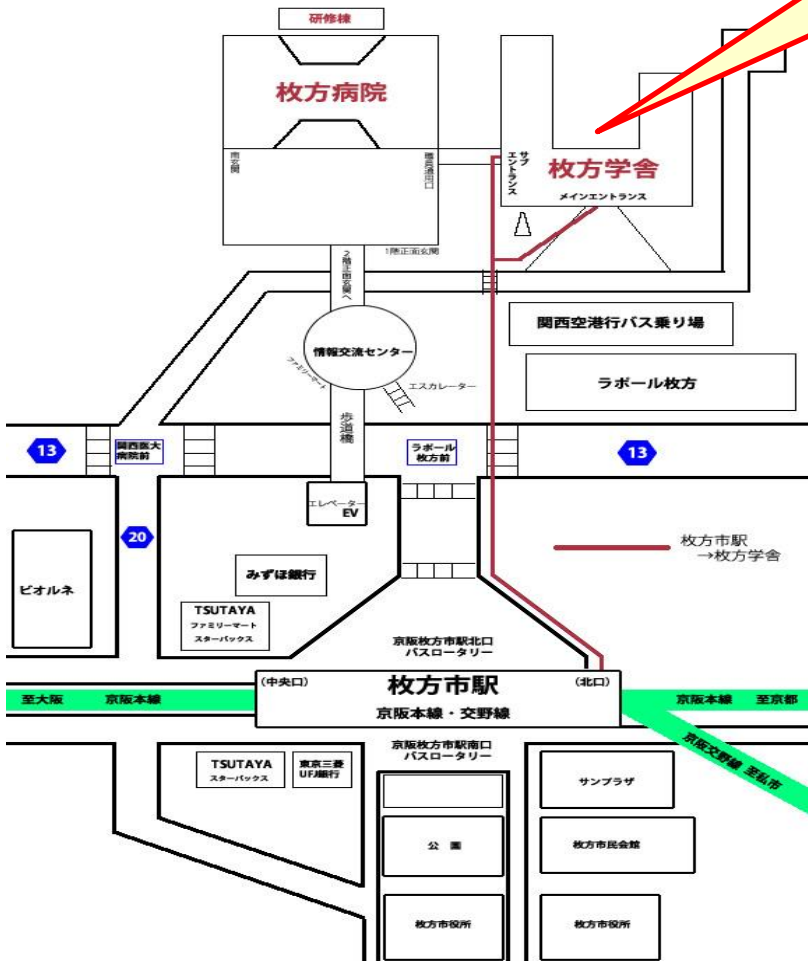 研修棟
枚方病院
南玄関
職員通用口
サブ
エントランス
枚方学舎
メインエントランス
1階正面玄関
2階正面玄関へ
関西空港行バス乗り場
情報交流センター
ファミリーマート
エスカレーター
ラポール枚方
歩道橋
13
関西医大
病院前
ラポール
枚方前
13
エレベーター
EV
20
枚方市駅
→枚方学舎
ビオルネ
みずほ銀行
TSUTAYA
ファミリーマート
スターバックス
京阪枚方市駅北口
バスロータリー
(中央口)
枚方市駅
(北口)
京阪本線・交野線
至大阪
京阪本線
京阪本線
至京都
京阪交野線 至私市
京阪枚方市駅南口
バスロータリー
TSUTAYA
スターバックス
東京三菱
UFJ銀行
サンプラザ
公園
枚方市民会館
枚方市役所
枚方市役所